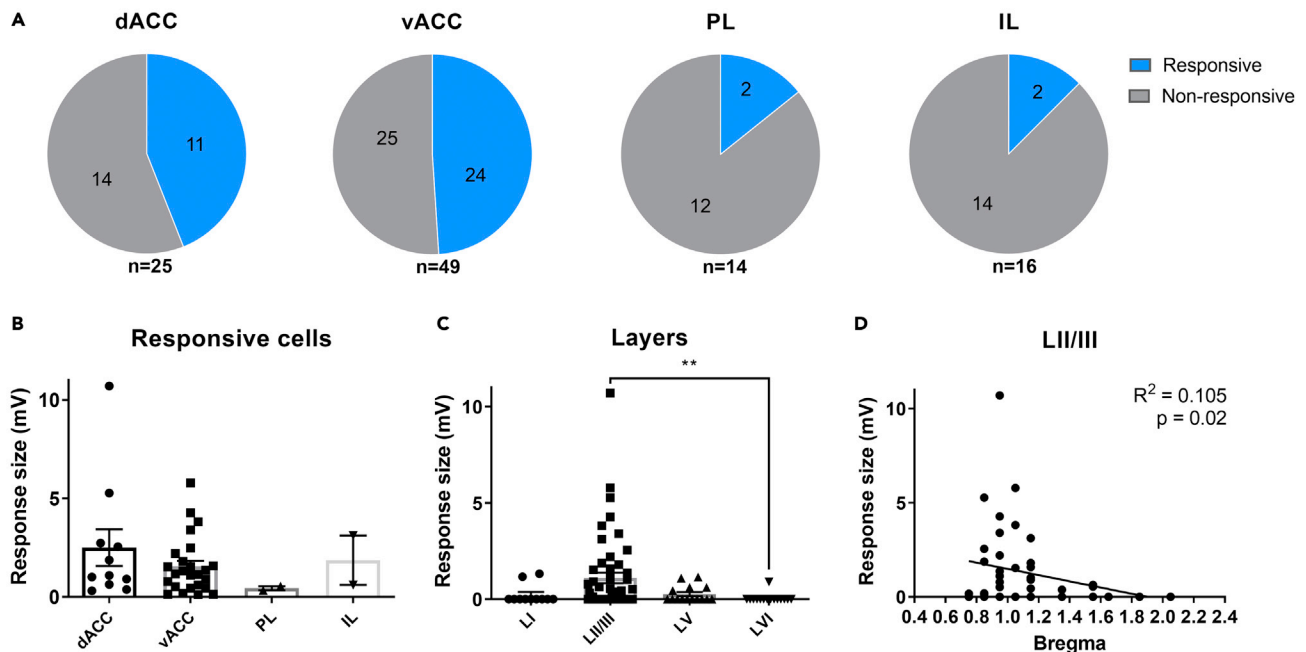 A
dACC
vACC
PL
IL
11
14
25
24
2
12
2
14
n=25
n=49
n=14
n=16
Responsive
Non-responsive
B
Responsive cells
Response size (mV)
10
5
0
dACC
vACC
PL
IL
C
Layers
**
Response size (mV)
10
5
0
LI
LII/III
LV
LVI
D
LII/III
R² = 0.105
p = 0.02
Response size (mV)
10
5
0
0.4 0.6 0.8 1.0 1.2 1.4 1.6 1.8 2.0 2.2 2.4
Bregma